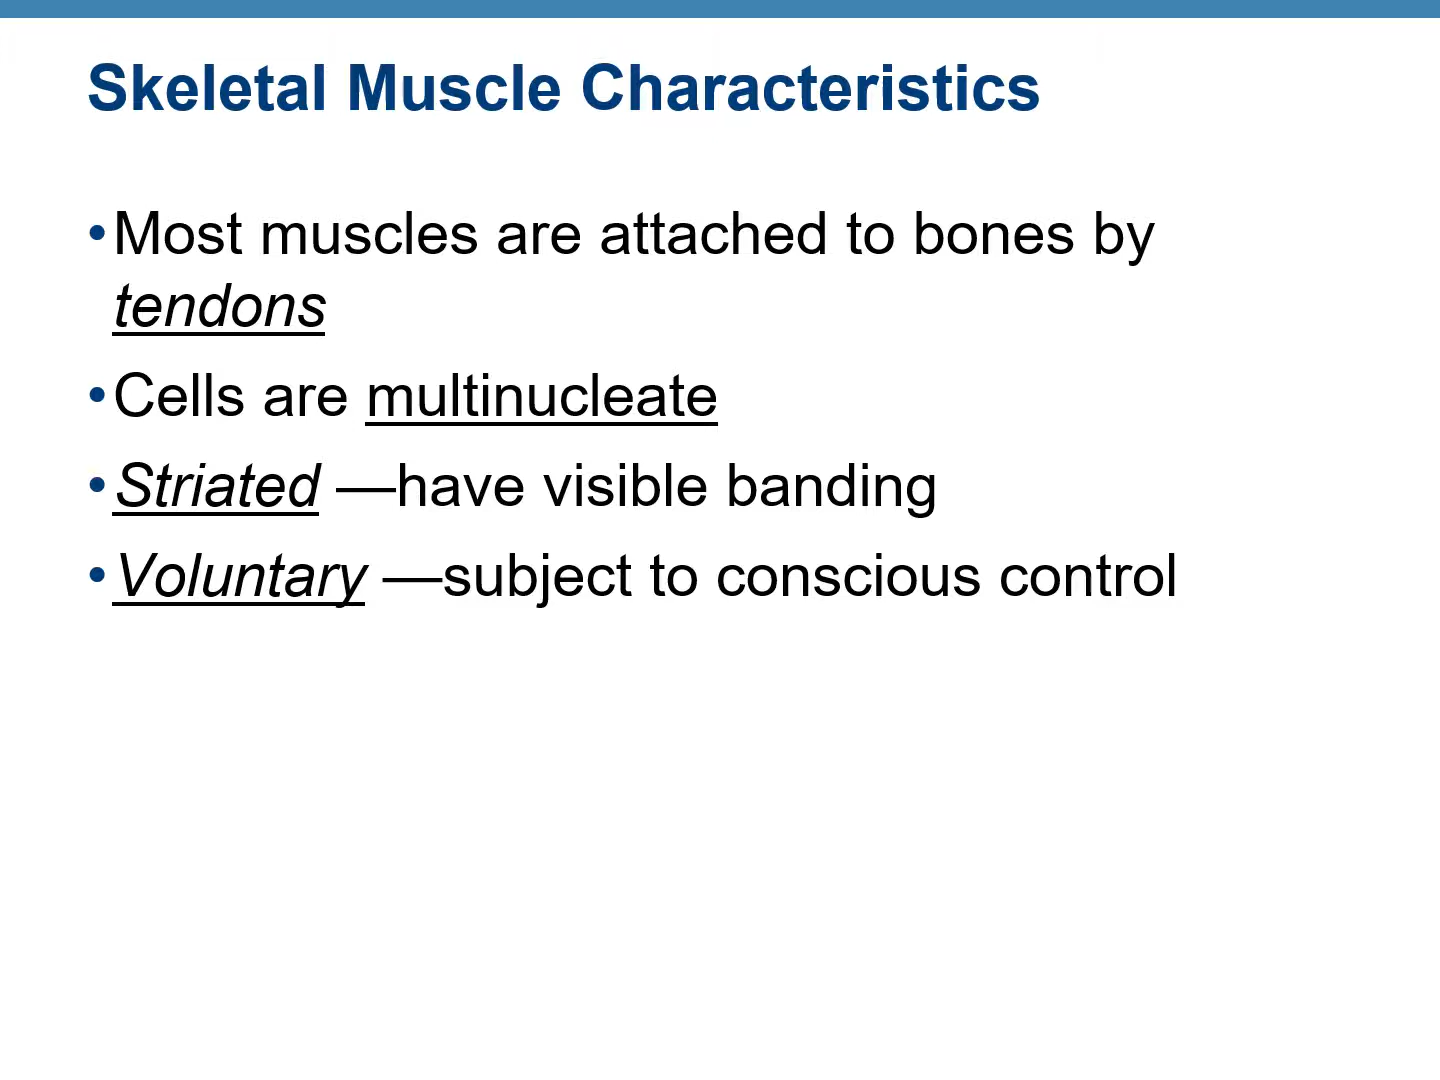 Skeletal Muscle Characteristics
•Most muscles are attached to bones by
tendons
•Cells are multinucleate
•Striated —have visible banding
•Voluntary —subject to conscious control